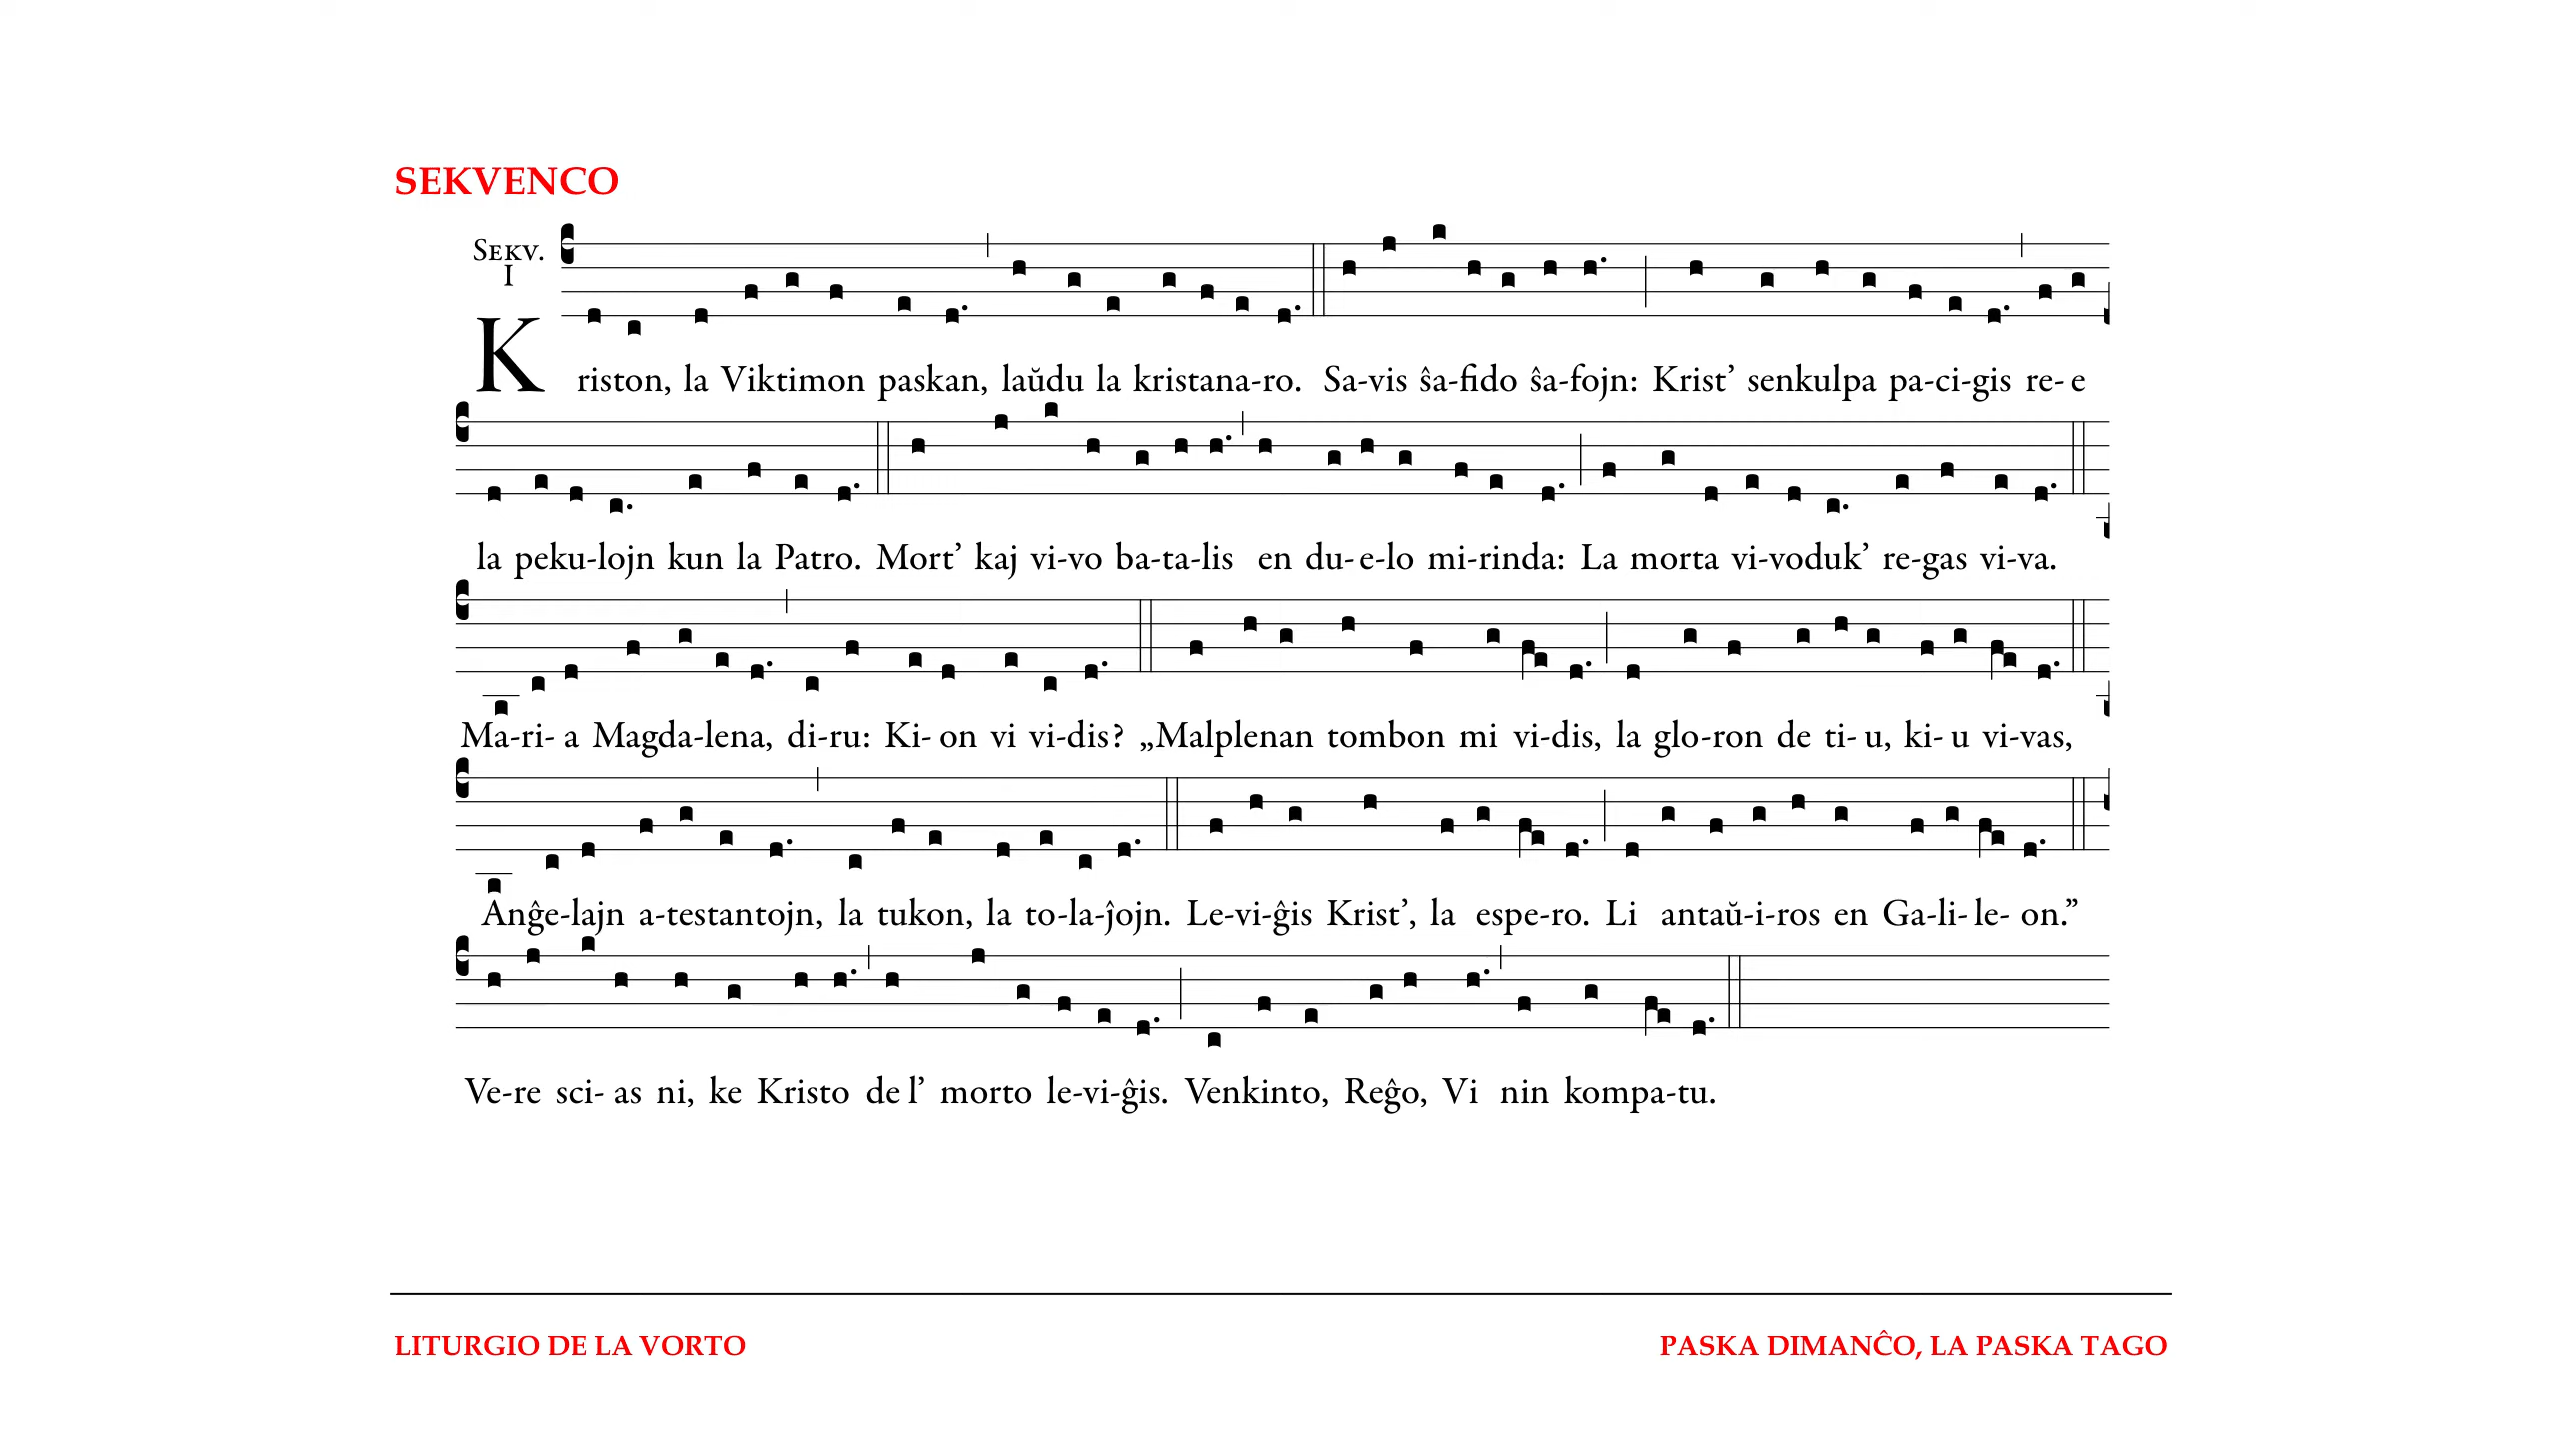 SEKVENCO
Sekv.
I
Kriston, la Viktimon paskan, laŭdu la kristana-ro. Sa-vis ŝa-fido ŝa-fojn: Krist’ senkulpa pa-ci-gis re-e
la peku-lojn kun la Patro. Mort’ kaj vi-vo ba-ta-lis en du-e-lo mi-rinda: La morta vi-voduk’ re-gas vi-va.
Ma-ri-a Magda-lena, di-ru: Ki-on vi vi-dis? „Malplenan tombon mi vi-dis, la glo-ron de ti-u, ki-u vi-vas,
Anĝe-lajn a-testantojn, la tukon, la to-la-ĵojn. Le-vi-ĝis Krist’, la espe-ro. Li antaŭ-i-ros en Ga-li-le-on.”
Ve-re sci-as ni, ke Kristo de l’ morto le-vi-ĝis. Venkinto, Reĝo, Vi nin kompa-tu.
LITURGIO DE LA VORTO
PASKA DIMANĈO, LA PASKA TAGO